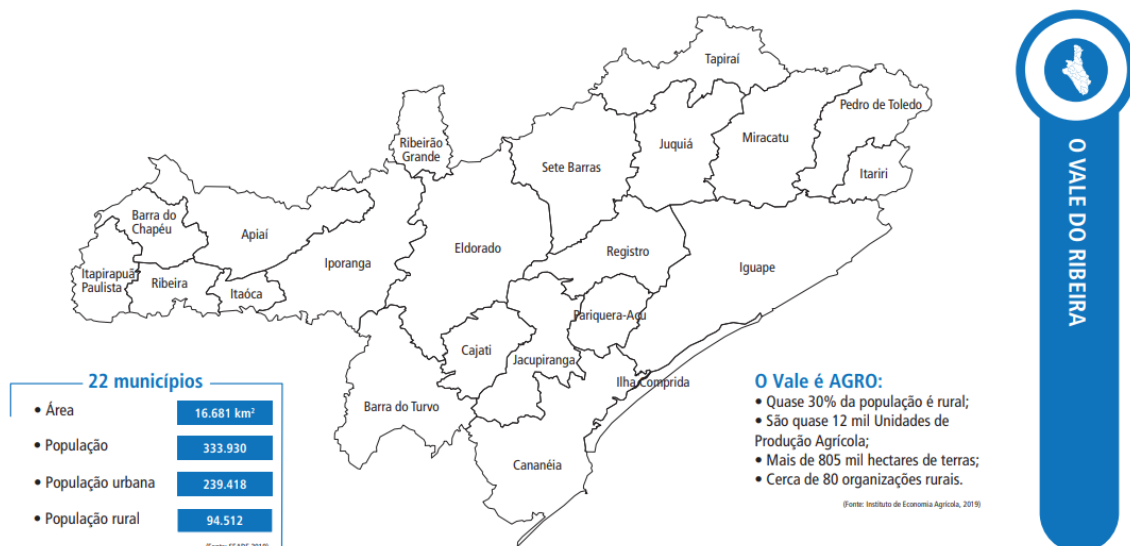 Tapiraí
Pedro de Toledo
Ribeirão
Grande
Juquiá
Miracatu
Sete Barras
Itariri
Barra do
Chapéu
Apiaí
Eldorado
Registro
Iporanga
Iguape
Itapirapuã
Paulista
Ribeira
Itaóca
Pariquera-Açu
Cajati
Jacupiranga
Ilha Comprida
Barra do Turvo
Cananéia
22 municípios
• Área 16.681 km²
• População 333.930
• População urbana 239.418
• População rural 94.512
O Vale é AGRO:
• Quase 30% da população é rural;
• São quase 12 mil Unidades de
Produção Agrícola;
• Mais de 805 mil hectares de terras;
• Cerca de 80 organizações rurais.
(Fonte: Instituto de Economia Agrícola, 2019)
O VALE DO RIBEIRA